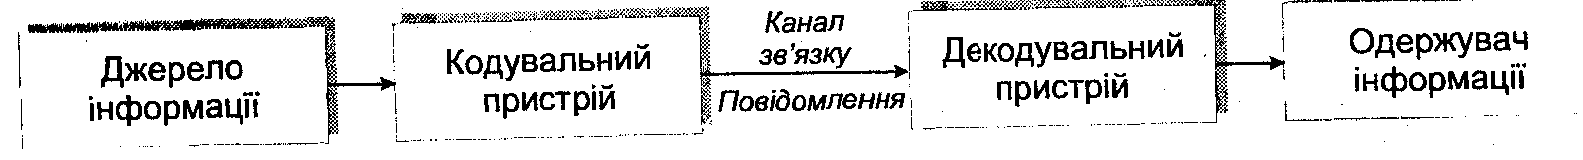 Джерело
інформації
Кодувальний
пристрій
Канал
зв'язку
Повідомлення
Декодувальний
пристрій
Одержувач
інформації